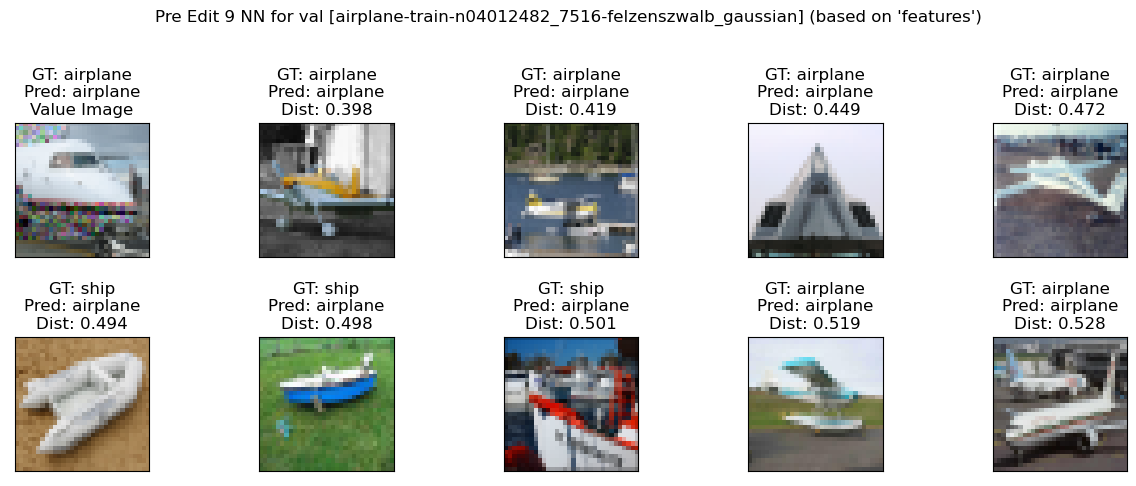 Pre Edit 9 NN for val [airplane-train-n04012482_7516-felzenszwalb_gaussian] (based on 'features')
GT: airplane
Pred: airplane
Value Image
GT: airplane
Pred: airplane
Dist: 0.398
GT: airplane
Pred: airplane
Dist: 0.419
GT: airplane
Pred: airplane
Dist: 0.449
GT: airplane
Pred: airplane
Dist: 0.472
GT: ship
Pred: airplane
Dist: 0.494
GT: ship
Pred: airplane
Dist: 0.498
GT: ship
Pred: airplane
Dist: 0.501
GT: airplane
Pred: airplane
Dist: 0.519
GT: airplane
Pred: airplane
Dist: 0.528